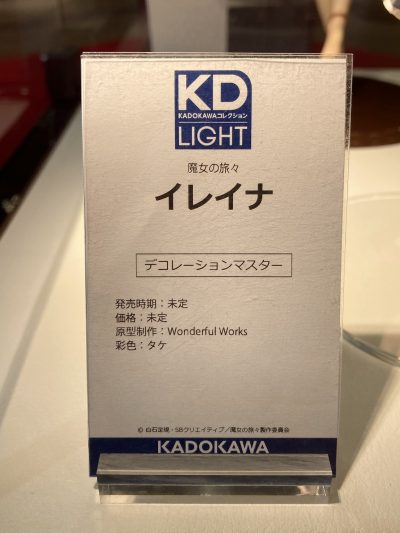 KD
KADOKAWAコレクション
LIGHT
魔女の旅々
イレイナ
デコレーションマスター
発売時期：未定
価格：未定
原型制作：Wonderful Works
彩色：タケ
© 白石定規・SBクリエイティブ／魔女の旅々製作委員会
KADOKAWA